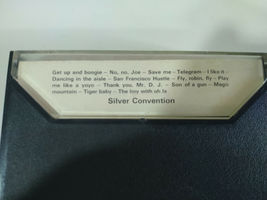 Get up and boogie – No, no, Joe – Save me – Telegram – I like it –
Dancing in the aisle – San Francisco Hustle – Fly, robin, fly – Play
me like a yoyo – Thank you, Mr. D. J. – Son of a gun – Magic
mountain – Tiger baby – The boy with
Silver Convention